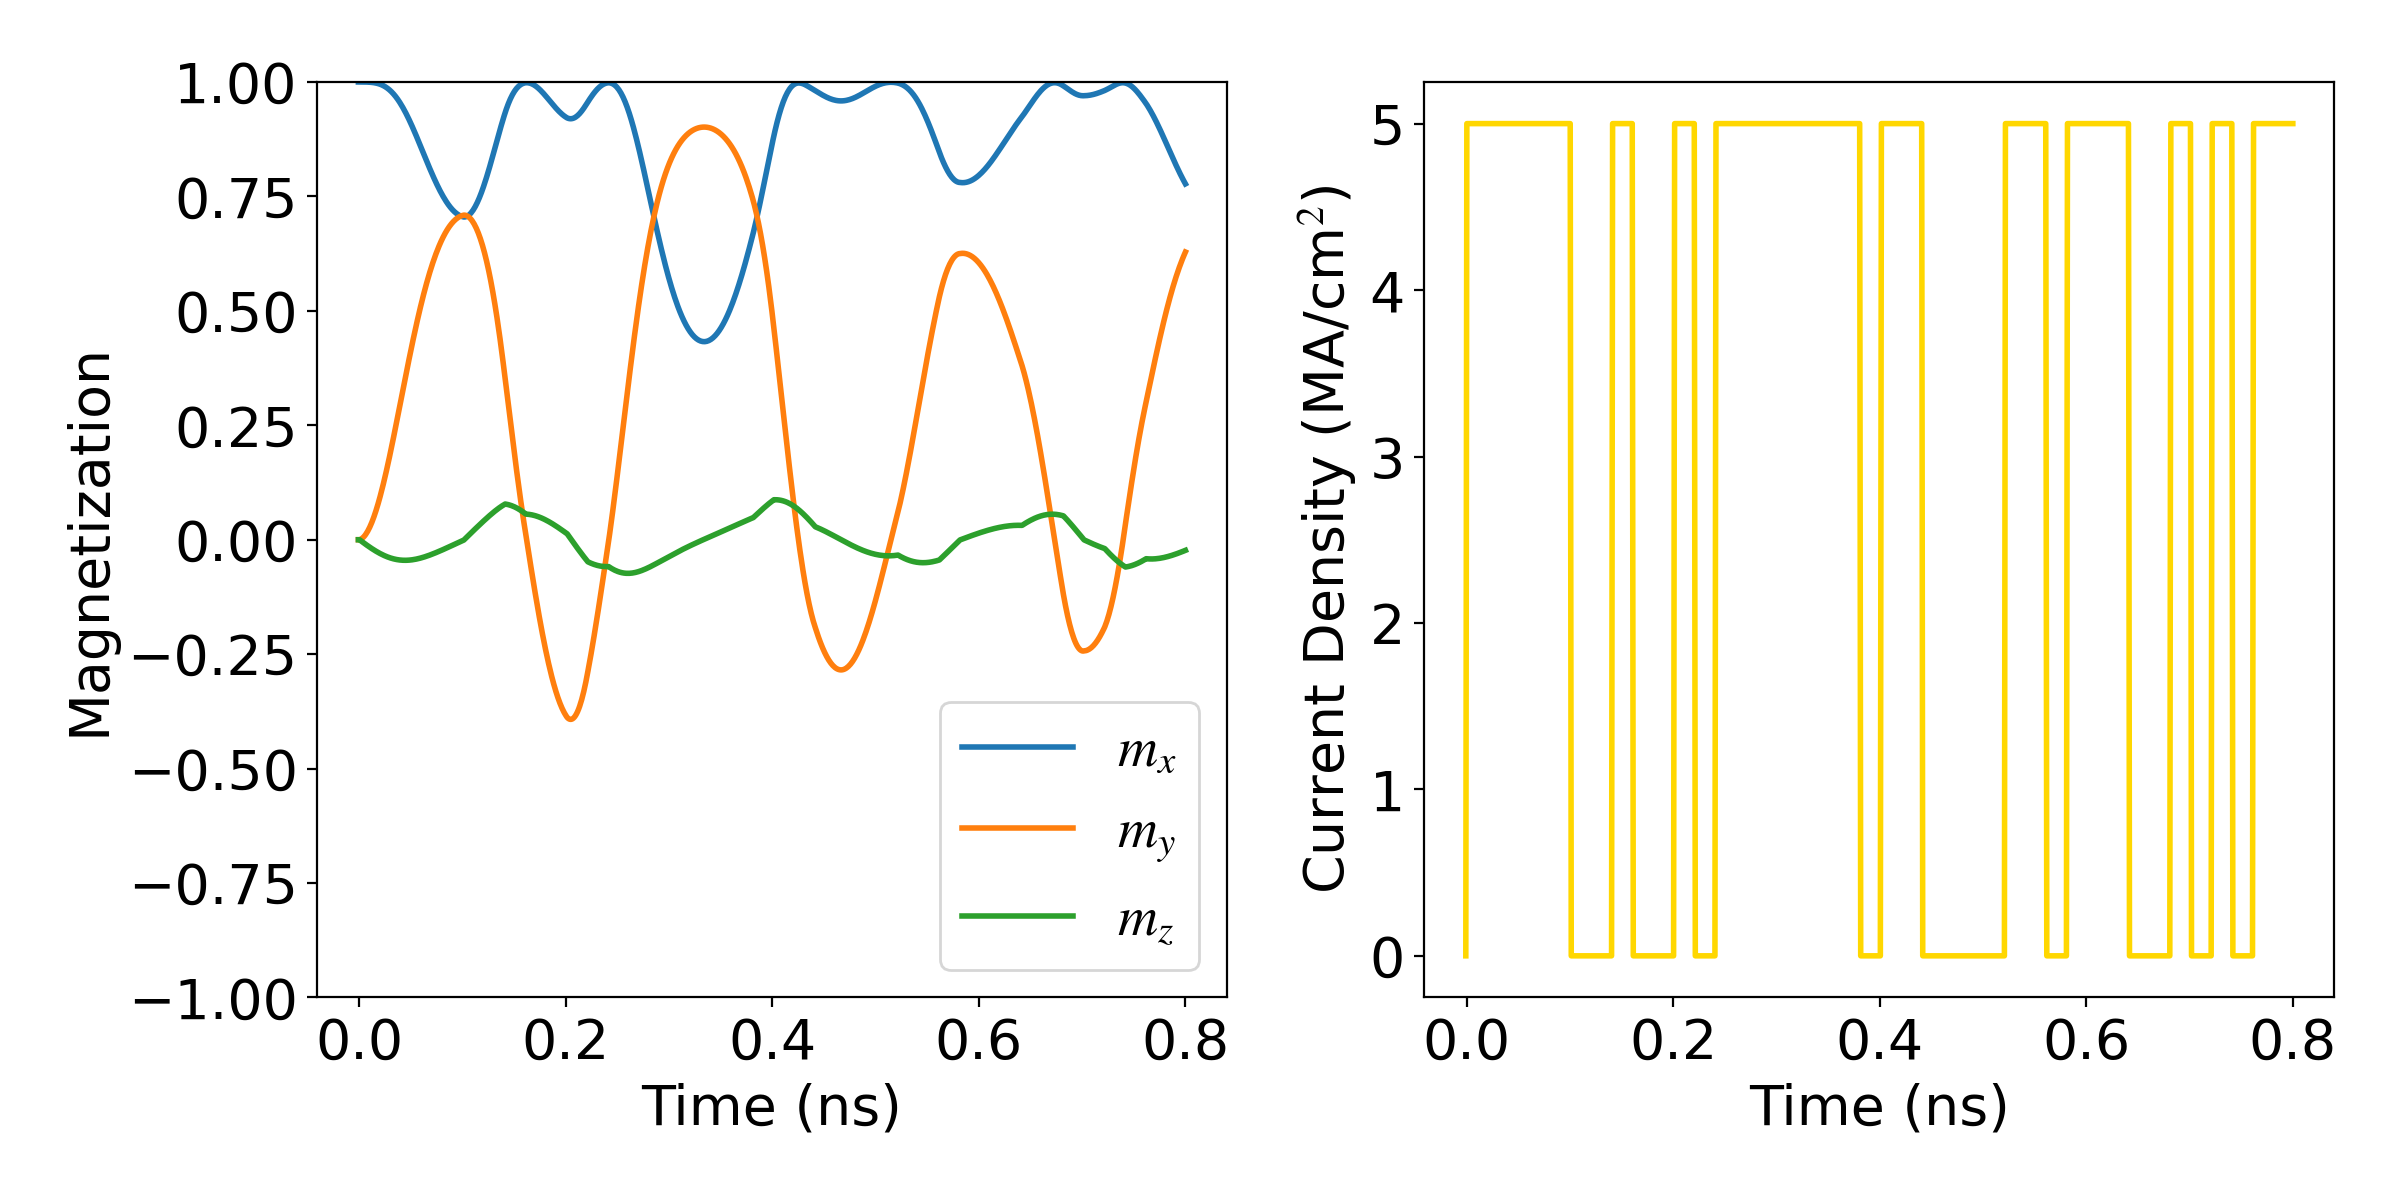 1.00
0.75
0.50
0.25
0.00
−0.25
−0.50
−0.75
−1.00
Magnetization
0.0 0.2 0.4 0.6 0.8
Time (ns)
m_x
m_y
m_z
5
4
3
2
1
0
Current Density (MA/cm²)
0.0 0.2 0.4 0.6 0.8
Time (ns)